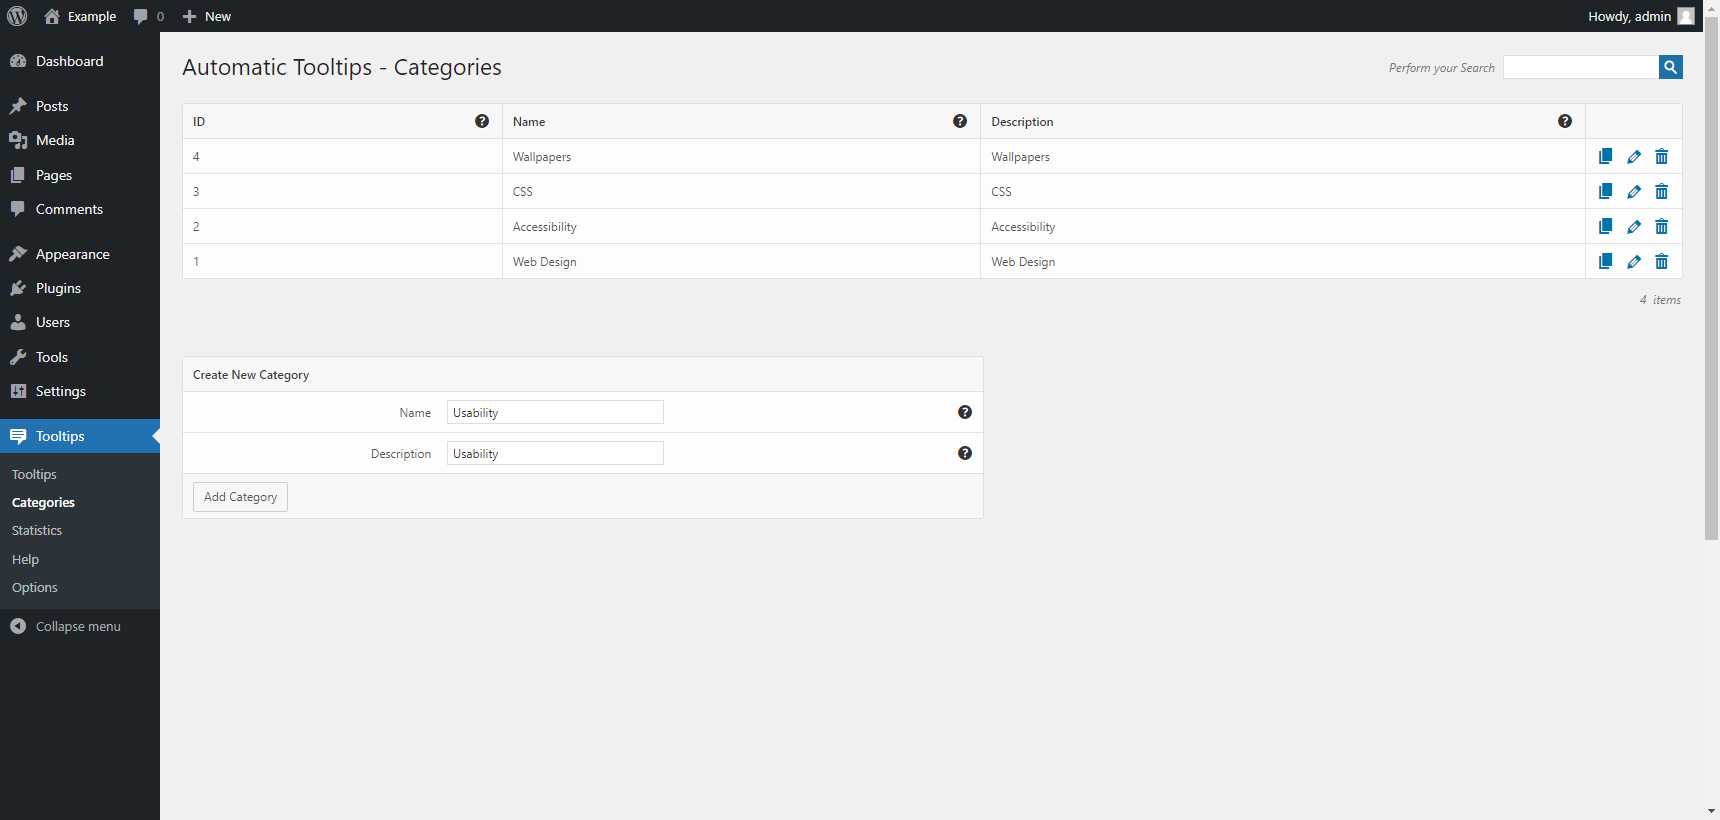 Example 0 New Howdy, admin
Dashboard
Posts
Media
Pages
Comments
Appearance
Plugins
Users
Tools
Settings
Tooltips
Tooltips
Categories
Statistics
Help
Options
Collapse menu
Automatic Tooltips - Categories
Perform your Search
ID Name Description
4 Wallpapers Wallpapers
3 CSS CSS
2 Accessibility Accessibility
1 Web Design Web Design
4 items
Create New Category
Name Usability
Description Usability
Add Category